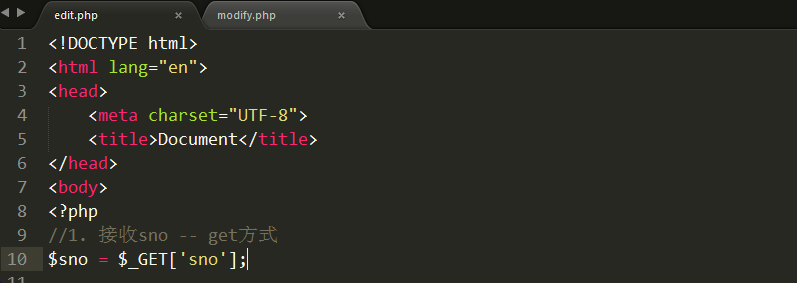 edit.php × modify.php ×
1 <!DOCTYPE html>
2 <html lang="en">
3 <head>
4 <meta charset="UTF-8">
5 <title>Document</title>
6 </head>
7 <body>
8 <?php
9 //1. 接收sno -- get方式
10 $sno = $_GET['sno'];
11